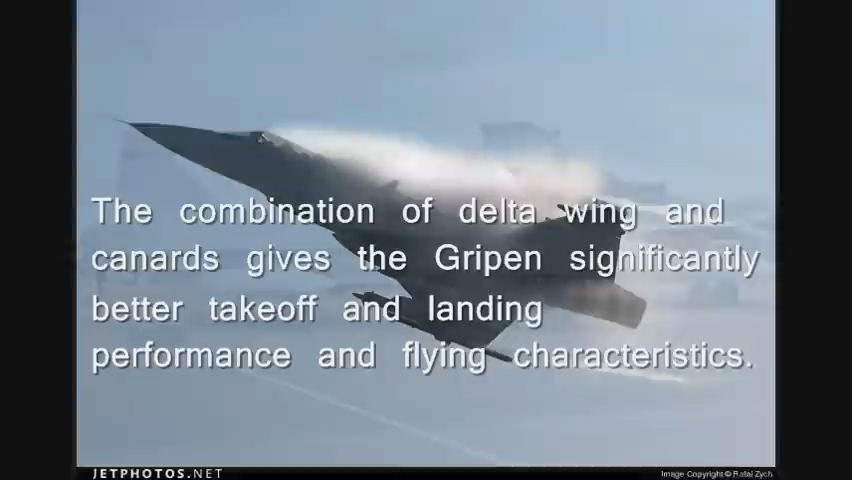 The combination of delta wing and
canards gives the Gripen significantly
better takeoff and landing
performance and flying characteristics.
JETPHOTOS.NET
Image Copyright © Rafal Zych